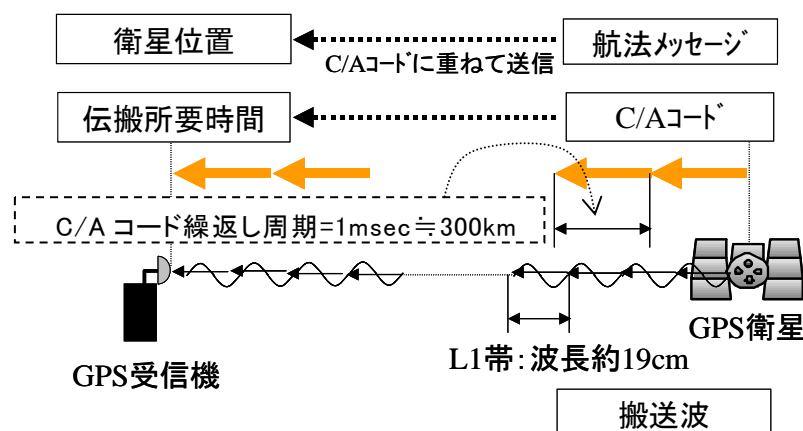 衛星位置
航法メッセージ
C/Aコードに重ねて送信
伝搬所要時間
C/Aコード
C/Aコード繰返し周期=1msec≒300km
GPS衛星
L1帯:波長約19cm
GPS受信機
搬送波